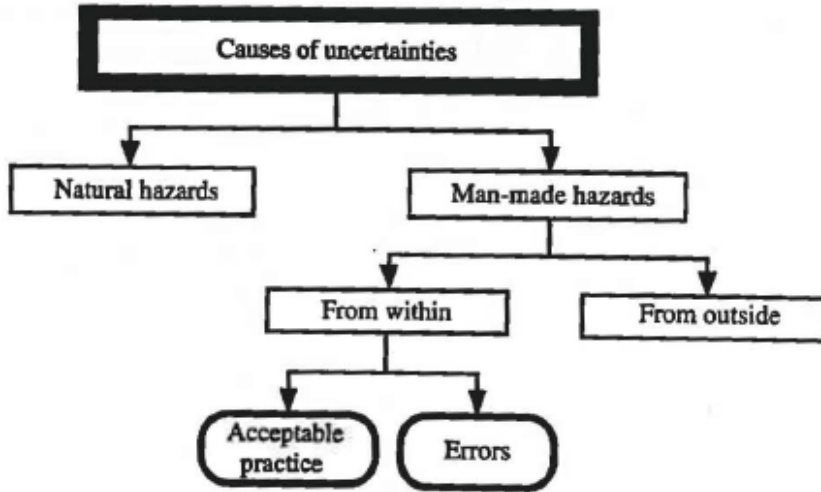 Causes of uncertainties
Natural hazards
Man-made hazards
From within
From outside
Acceptable
practice
Errors